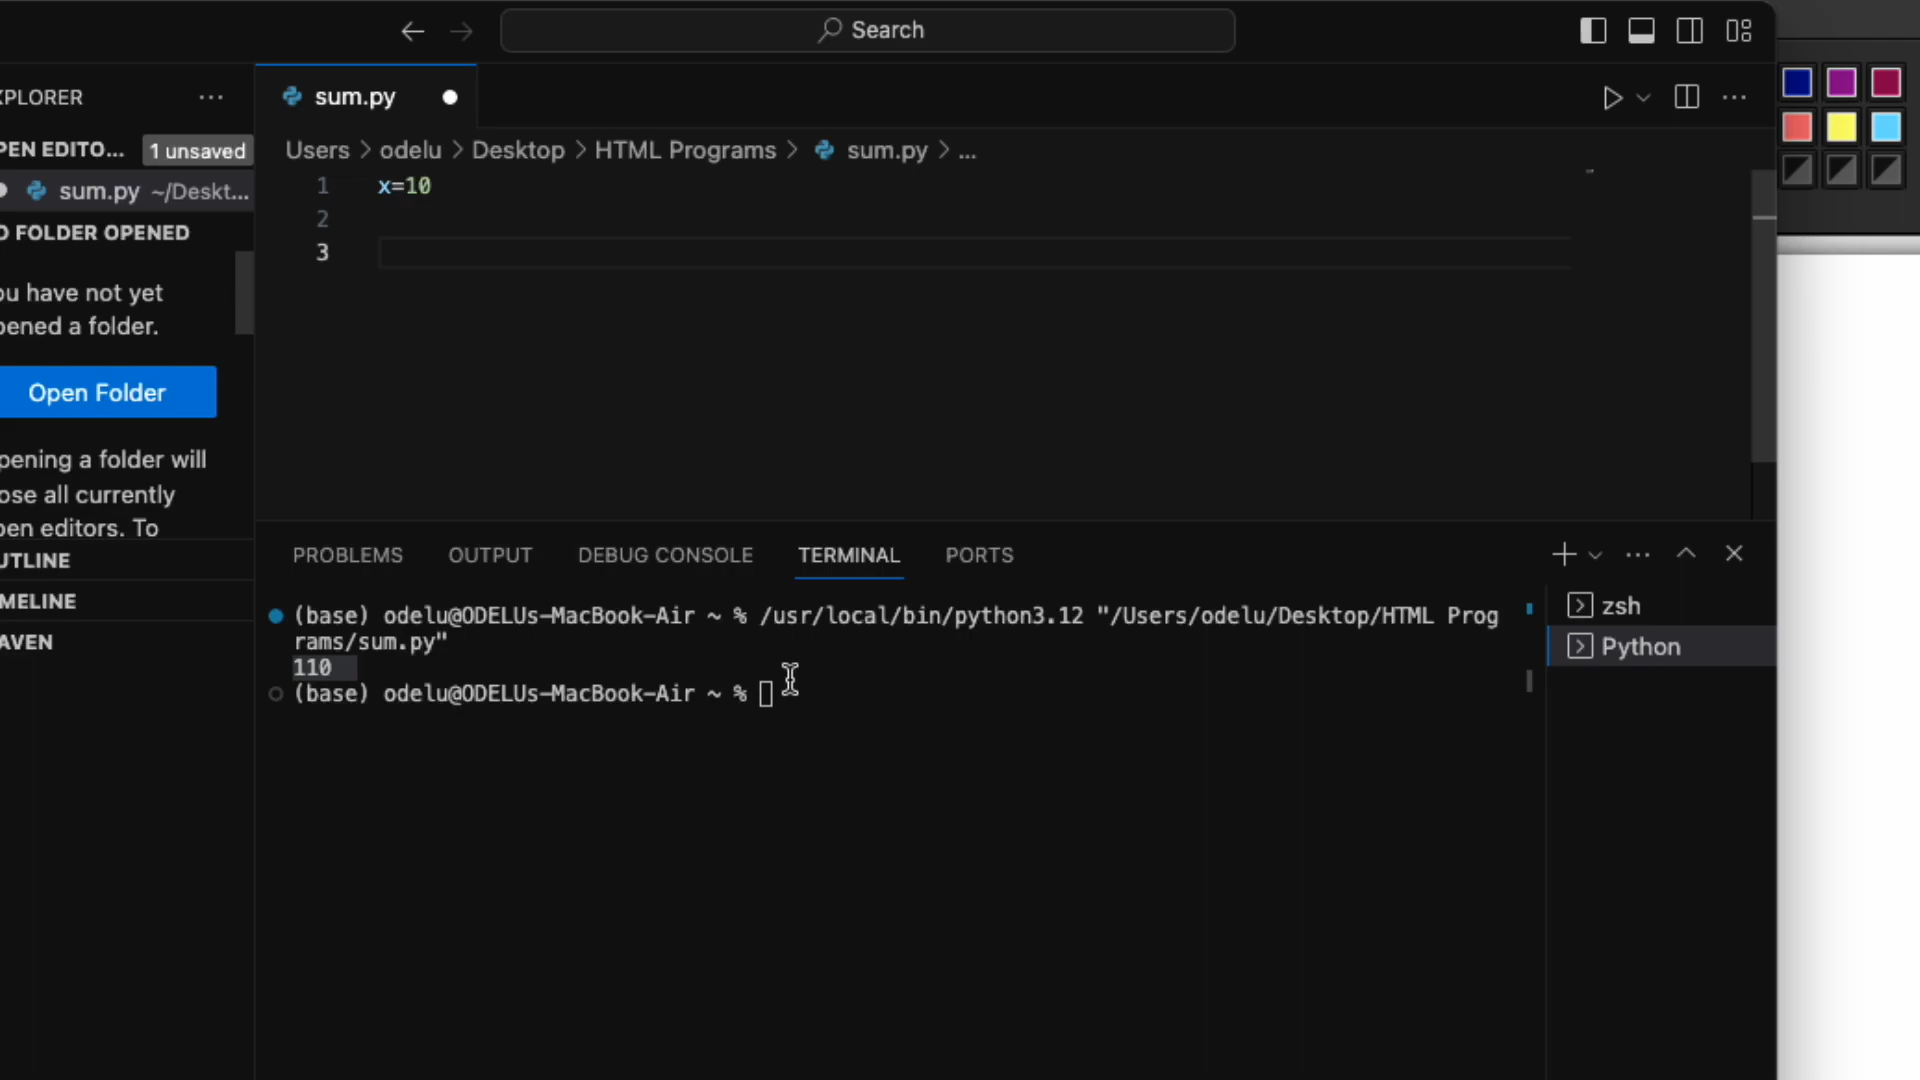 Search
XPLORER
sum.py
PEN EDITO...
1 unsaved
Users > odelu > Desktop > HTML Programs > sum.py > ...
sum.py ~/Deskt...
1 x=10
2
3
O FOLDER OPENED
ou have not yet
pened a folder.
Open Folder
pening a folder will
ose all currently
pen editors. To
UTLINE
MELINE
AVEN
PROBLEMS OUTPUT DEBUG CONSOLE TERMINAL PORTS
(base) odelu@ODELUs-MacBook-Air ~ % /usr/local/bin/python3.12 "/Users/odelu/Desktop/HTML Prog
rams/sum.py"
110
(base) odelu@ODELUs-MacBook-Air ~ %
zsh
Python